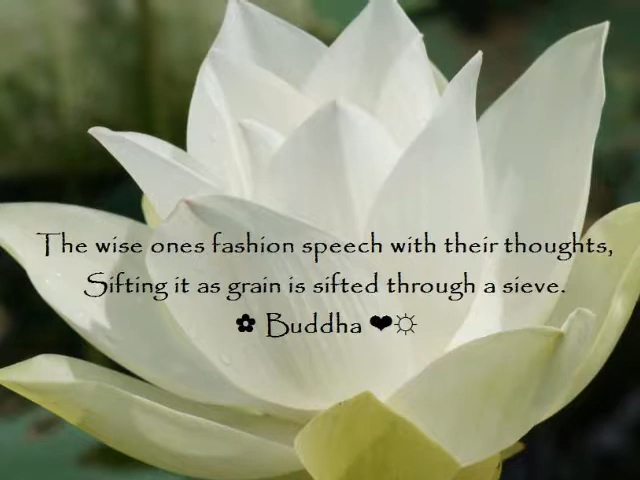 The wise ones fashion speech with their thoughts,
Sifting it as grain is sifted through a sieve.
✿ Buddha ❤☼